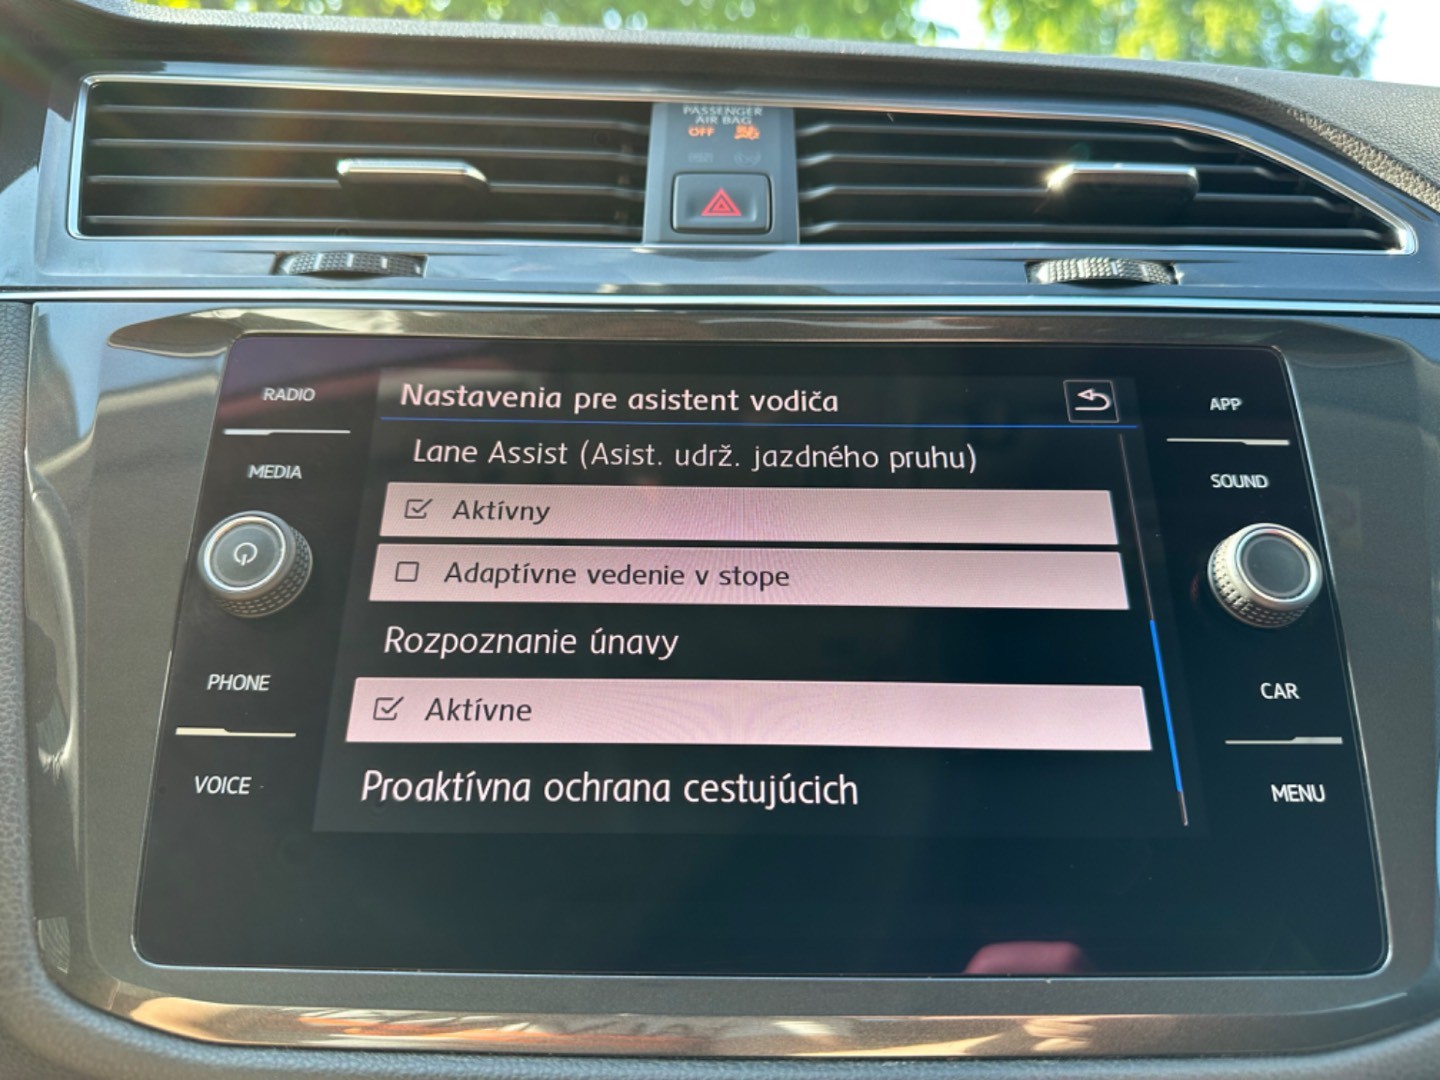 PASSENGER
AIR BAG
OFF
RADIO
MEDIA
PHONE
VOICE
Nastavenia pre asistent vodiča
Lane Assist (Asist. udrž. jazdného pruhu)
Aktívny
Adaptívne vedenie v stope
Rozpoznanie únavy
Aktívne
Proaktívna ochrana cestujúcich
APP
SOUND
CAR
MENU